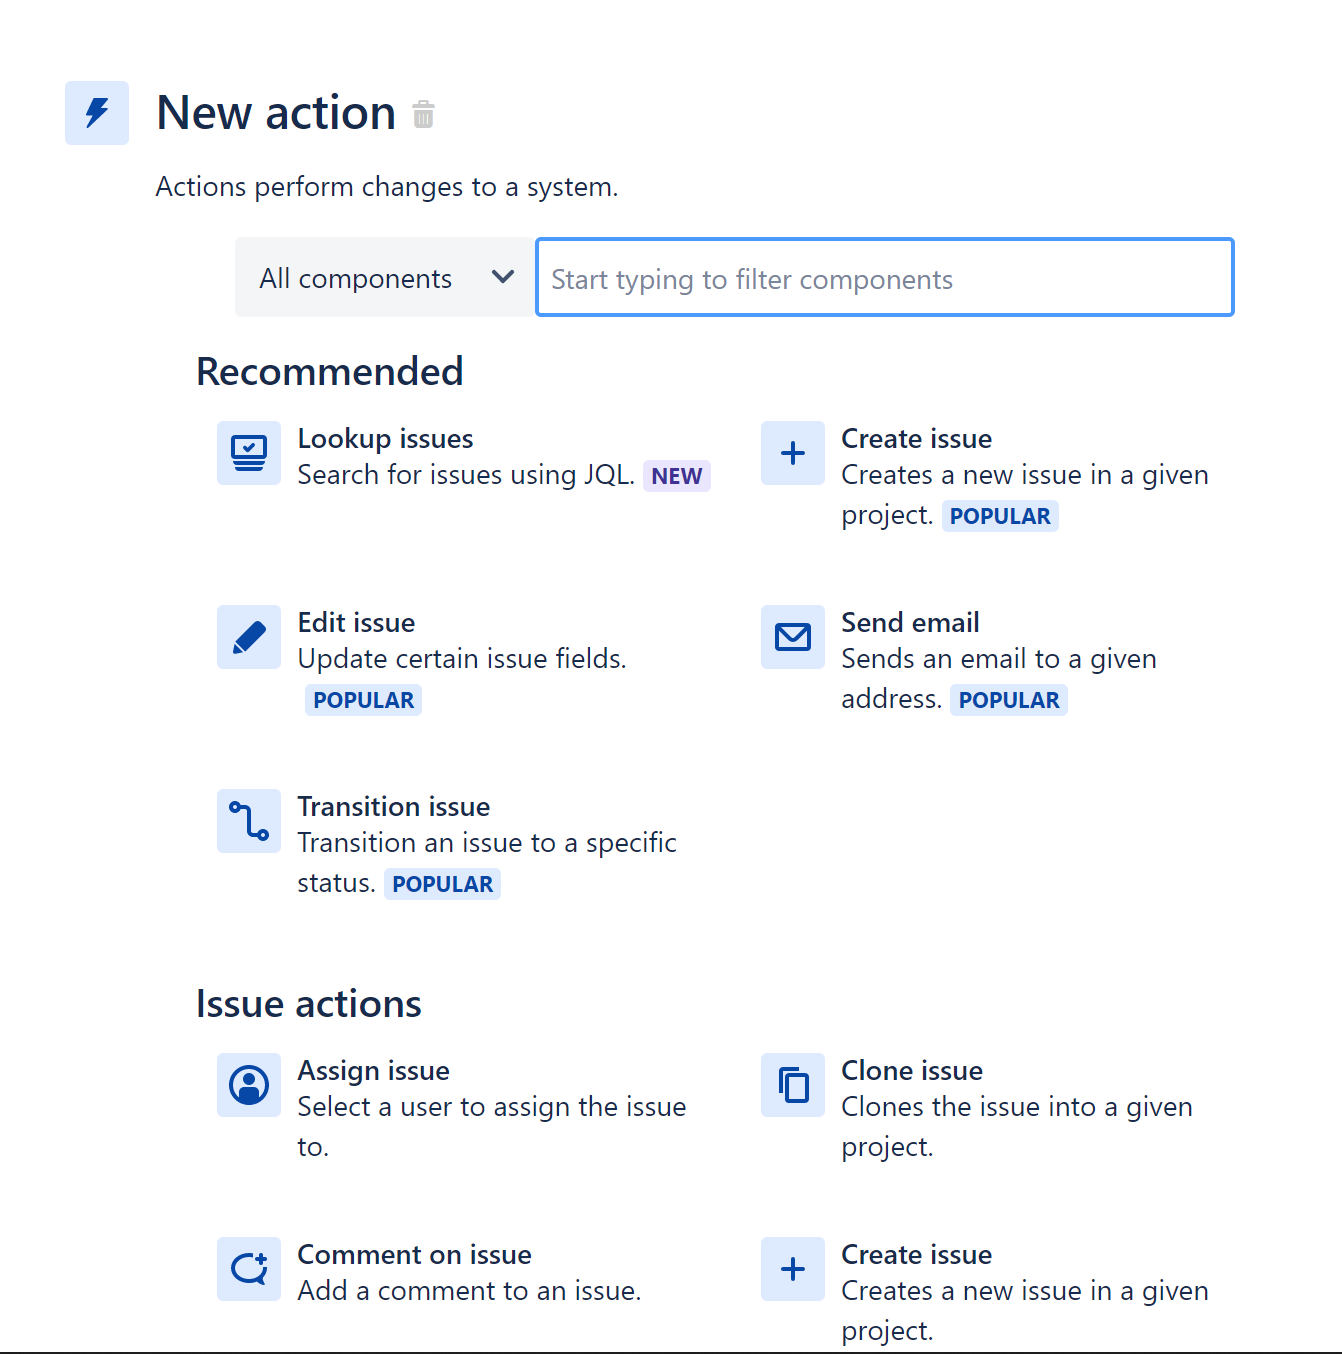 New action
Actions perform changes to a system.
All components
Start typing to filter components
Recommended
Lookup issues
Search for issues using JQL. NEW
Create issue
Creates a new issue in a given
project. POPULAR
Edit issue
Update certain issue fields.
POPULAR
Send email
Sends an email to a given
address. POPULAR
Transition issue
Transition an issue to a specific
status. POPULAR
Issue actions
Assign issue
Select a user to assign the issue
to.
Clone issue
Clones the issue into a given
project.
Comment on issue
Add a comment to an issue.
Create issue
Creates a new issue in a given
project.